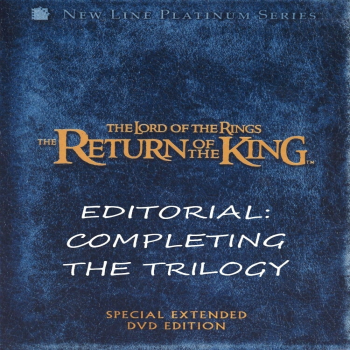 NEW LINE PLATINUM SERIES
THE LORD OF THE RINGS
THE RETURN OF THE KING™
EDITORIAL:
COMPLETING
THE TRILOGY
SPECIAL EXTENDED
DVD EDITION